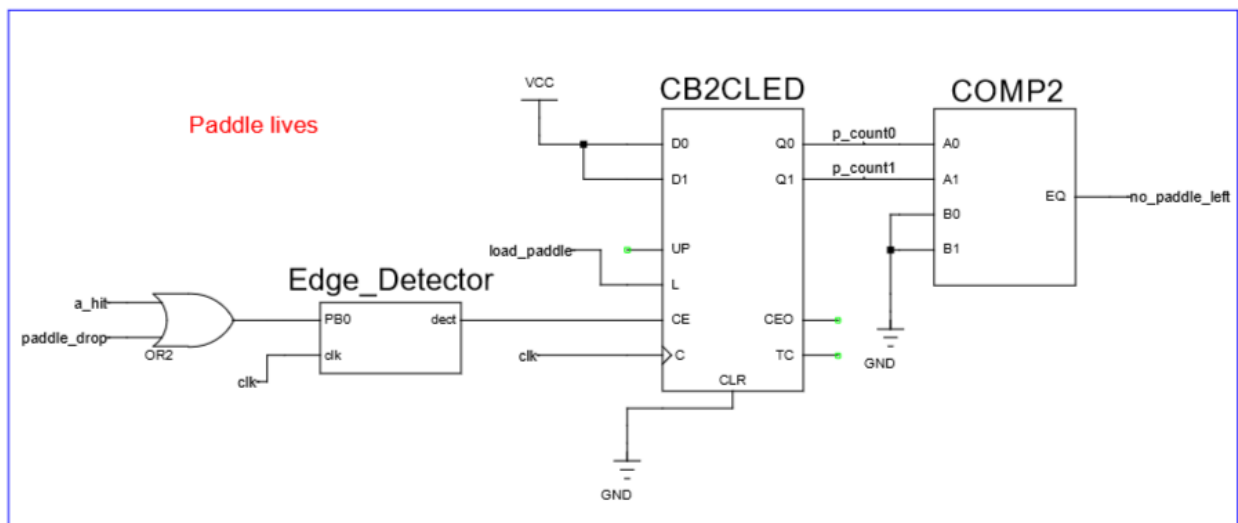 Paddle lives
VCC
CB2CLED
COMP2
D0
D1
UP
L
CE
C
CLR
Q0
Q1
CEO
TC
p_count0
p_count1
A0
A1
B0
B1
EQ
no_paddle_left
GND
load_paddle
Edge_Detector
PB0
dect
clk
a_hit
paddle_drop
OR2
clk
clk
GND